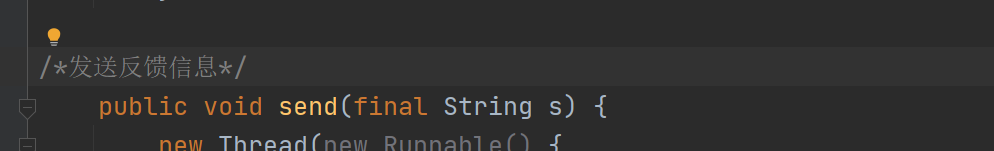 /*发送反馈信息*/
public void send(final String s) {
new Thread(new Runnable() {